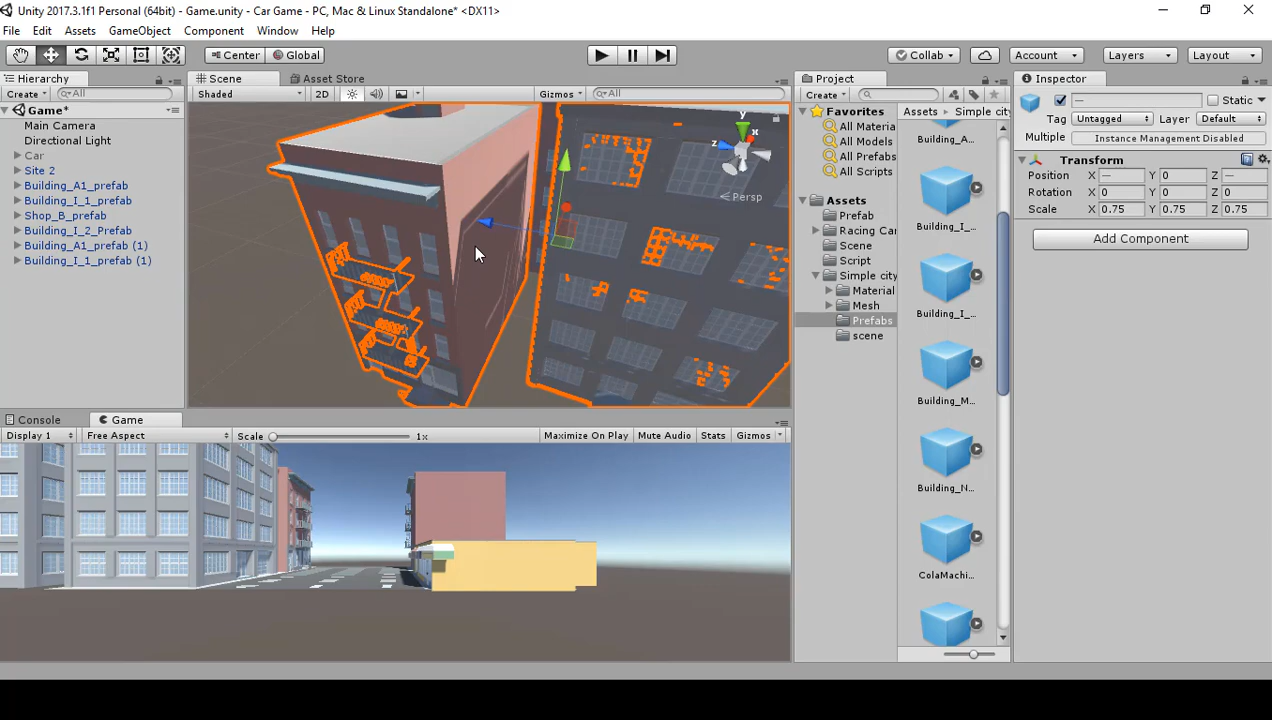 Unity 2017.3.1f1 Personal (64bit) - Game.unity - Car Game - PC, Mac & Linux Standalone* <DX11>
File Edit Assets GameObject Component Window Help
Center Global Collab Account Layers Layout
Hierarchy Scene Asset Store Project Inspector
Create All Shaded 2D Gizmos All Create — Static
Game*
Main Camera
Directional Light
Car
Site 2
Building_A1_prefab
Building_I_1_prefab
Shop_B_prefab
Building_I_2_Prefab
Building_A1_prefab (1)
Building_I_1_prefab (1)
y
x
z
Persp
Favorites
All Materia
All Models
All Prefabs
All Scripts
Assets
Prefab
Racing Car
Scene
Script
Simple city
Material
Mesh
Prefabs
scene
Assets Simple city
Building_A...
Building_I_...
Building_I_...
Building_M...
Building_N...
ColaMachi...
Tag Untagged Layer Default
Multiple Instance Management Disabled
Transform
Position X — Y 0 Z —
Rotation X 0 Y 0 Z 0
Scale X 0.75 Y 0.75 Z 0.75
Add Component
Console Game
Display 1 Free Aspect Scale 1x Maximize On Play Mute Audio Stats Gizmos